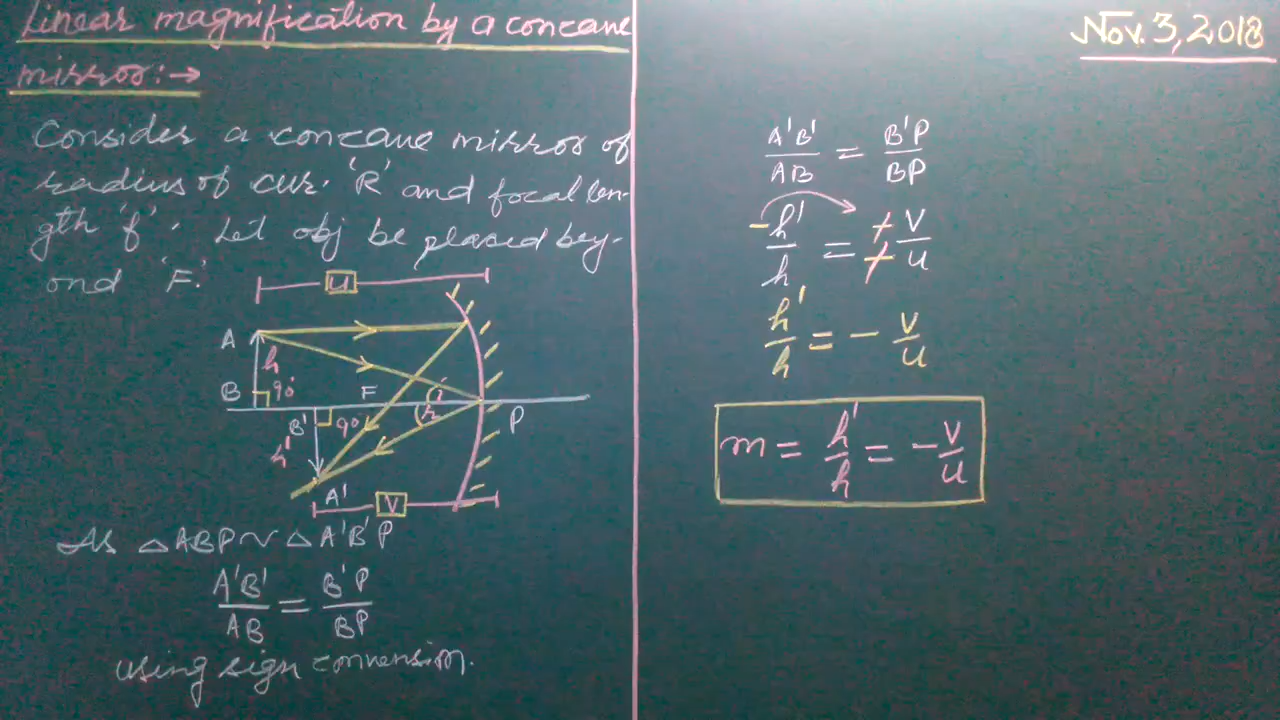 Linear magnification by a concave
mirror:→
Consider a concave mirror of
radius of cur. 'R' and focal len-
gth 'f'. Let obj be placed bey-
ond 'F'.
u
A
h
B 90° F i
B' 90° r P
h'
A'
v
As △ABP ~ △A'B'P
A'B'/AB = B'P/BP
using sign convension.
Nov. 3, 2018
A'B'/AB = B'P/BP
-h'/h = -v/-u
h'/h = - v/u
m = h'/h = -v/u